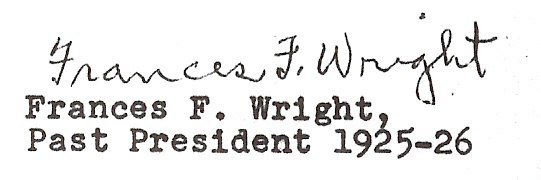 Frances F. Wright
Frances F. Wright,
Past President 1925-26